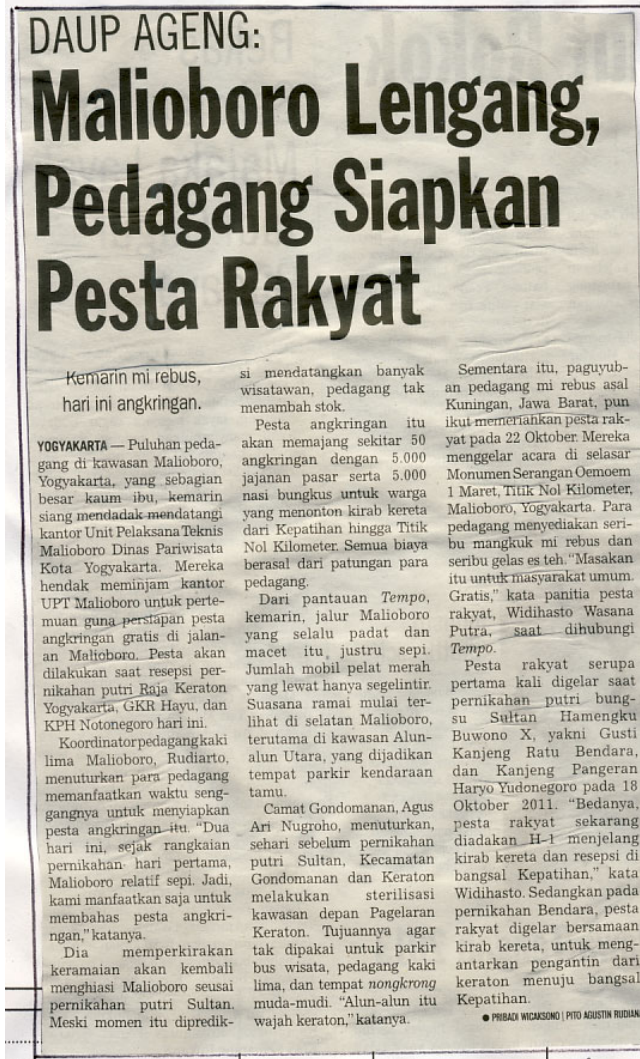 DAUP AGENG:
Malioboro Lengang,
Pedagang Siapkan
Pesta Rakyat
Kemarin mi rebus,
hari ini angkringan.
YOGYAKARTA — Puluhan peda-
gang di kawasan Malioboro,
Yogyakarta, yang sebagian
besar kaum ibu, kemarin
siang mendadak mendatangi
kantor Unit Pelaksana Teknis
Malioboro Dinas Pariwisata
Kota Yogyakarta. Mereka
hendak meminjam kantor
UPT Malioboro untuk perte-
muan guna persiapan pesta
angkringan gratis di jalan-
an Malioboro. Pesta akan
dilakukan saat resepsi per-
nikahan putri Raja Keraton
Yogyakarta, GKR Hayu, dan
KPH Notonegoro hari ini.
Koordinator pedagang kaki
lima Malioboro, Rudiarto,
menuturkan para pedagang
memanfaatkan waktu seng-
gangnya untuk menyiapkan
pesta angkringan itu. “Dua
hari ini, sejak rangkaian
pernikahan hari pertama,
Malioboro relatif sepi. Jadi,
kami manfaatkan saja untuk
membahas pesta angkri-
ngan,” katanya.
Dia memperkirakan
keramaian akan kembali
menghiasi Malioboro seusai
pernikahan putri Sultan.
Meski momen itu dipredik-
si mendatangkan banyak
wisatawan, pedagang tak
menambah stok.
Pesta angkringan itu
akan memajang sekitar 50
angkringan dengan 5.000
jajanan pasar serta 5.000
nasi bungkus untuk warga
yang menonton kirab kereta
dari Kepatihan hingga Titik
Nol Kilometer. Semua biaya
berasal dari patungan para
pedagang.
Dari pantauan Tempo,
kemarin, jalur Malioboro
yang selalu padat dan
macet itu justru sepi.
Jumlah mobil pelat merah
yang lewat hanya segelintir.
Suasana ramai mulai ter-
lihat di selatan Malioboro,
terutama di kawasan Alun-
alun Utara, yang dijadikan
tempat parkir kendaraan
tamu.
Camat Gondomanan, Agus
Ari Nugroho, menuturkan,
sehari sebelum pernikahan
putri Sultan, Kecamatan
Gondomanan dan Keraton
melakukan sterilisasi
kawasan depan Pagelaran
Keraton. Tujuannya agar
tak dipakai untuk parkir
bus wisata, pedagang kaki
lima, dan tempat nongkrong
muda-mudi. “Alun-alun itu
wajah keraton,” katanya.
Sementara itu, paguyub-
an pedagang mi rebus asal
Kuningan, Jawa Barat, pun
ikut memeriahkan pesta rak-
yat pada 22 Oktober. Mereka
menggelar acara di selasar
Monumen Serangan Oemoem
1 Maret, Titik Nol Kilometer,
Malioboro, Yogyakarta. Para
pedagang menyediakan seri-
bu mangkuk mi rebus dan
seribu gelas es teh. “Masakan
itu untuk masyarakat umum.
Gratis,” kata panitia pesta
rakyat, Widihasto Wasana
Putra, saat dihubungi
Tempo.
Pesta rakyat serupa
pertama kali digelar saat
pernikahan putri bung-
su Sultan Hamengku
Buwono X, yakni Gusti
Kanjeng Ratu Bendara,
dan Kanjeng Pangeran
Haryo Yudonegoro pada 18
Oktober 2011. “Bedanya,
pesta rakyat sekarang
diadakan H-1 menjelang
kirab kereta dan resepsi di
bangsal Kepatihan,” kata
Widihasto. Sedangkan pada
pernikahan Bendara, pesta
rakyat digelar bersamaan
kirab kereta, untuk meng-
antarkan pengantin dari
keraton menuju bangsal
Kepatihan.
● PRIBADI WICAKSONO | PITO AGUSTIN RUDIAN